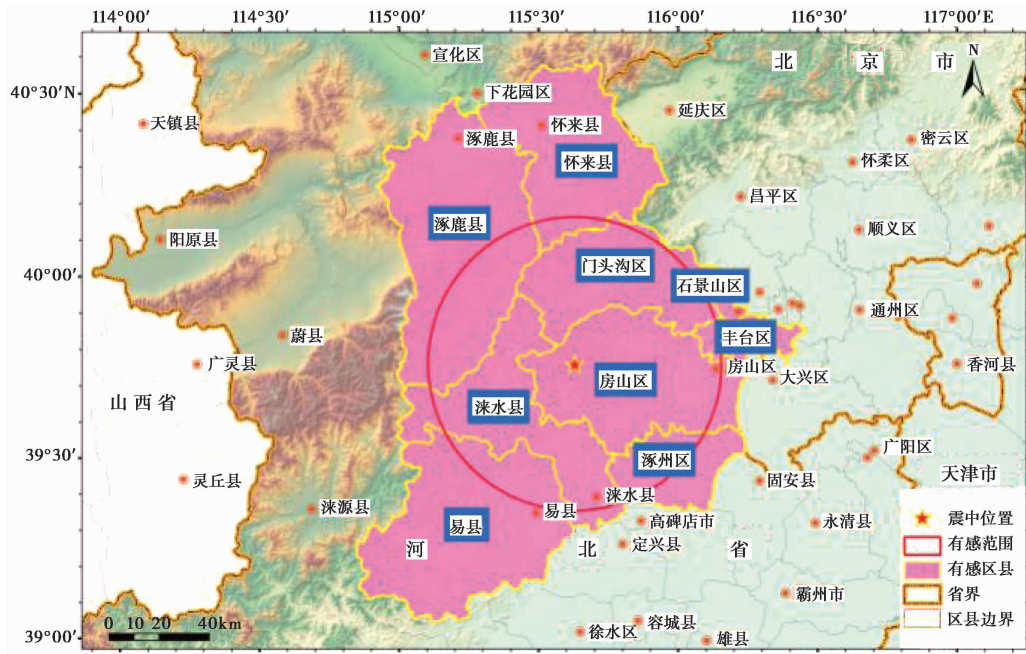 114°00′
114°30′
115°00′
115°30′
116°00′
116°30′
117°00′E
宣化区
北京市
N
40°30′N
下花园区
天镇县
怀来县
延庆区
涿鹿县
密云区
怀来县
怀柔区
昌平区
涿鹿县
顺义区
阳原县
门头沟区
40°00′
石景山区
通州区
蔚县
丰台区
广灵县
房山区
香河县
房山区
大兴区
山西省
涞水县
广阳区
39°30′
涿州区
天津市
灵丘县
固安县
涞水县
涞源县
易县
高碑店市
永清县
震中位置
易县
河北省
定兴县
有感范围
有感区县
霸州市
省界
0 10 20 40km
容城县
区县边界
39°00′
徐水区
雄县